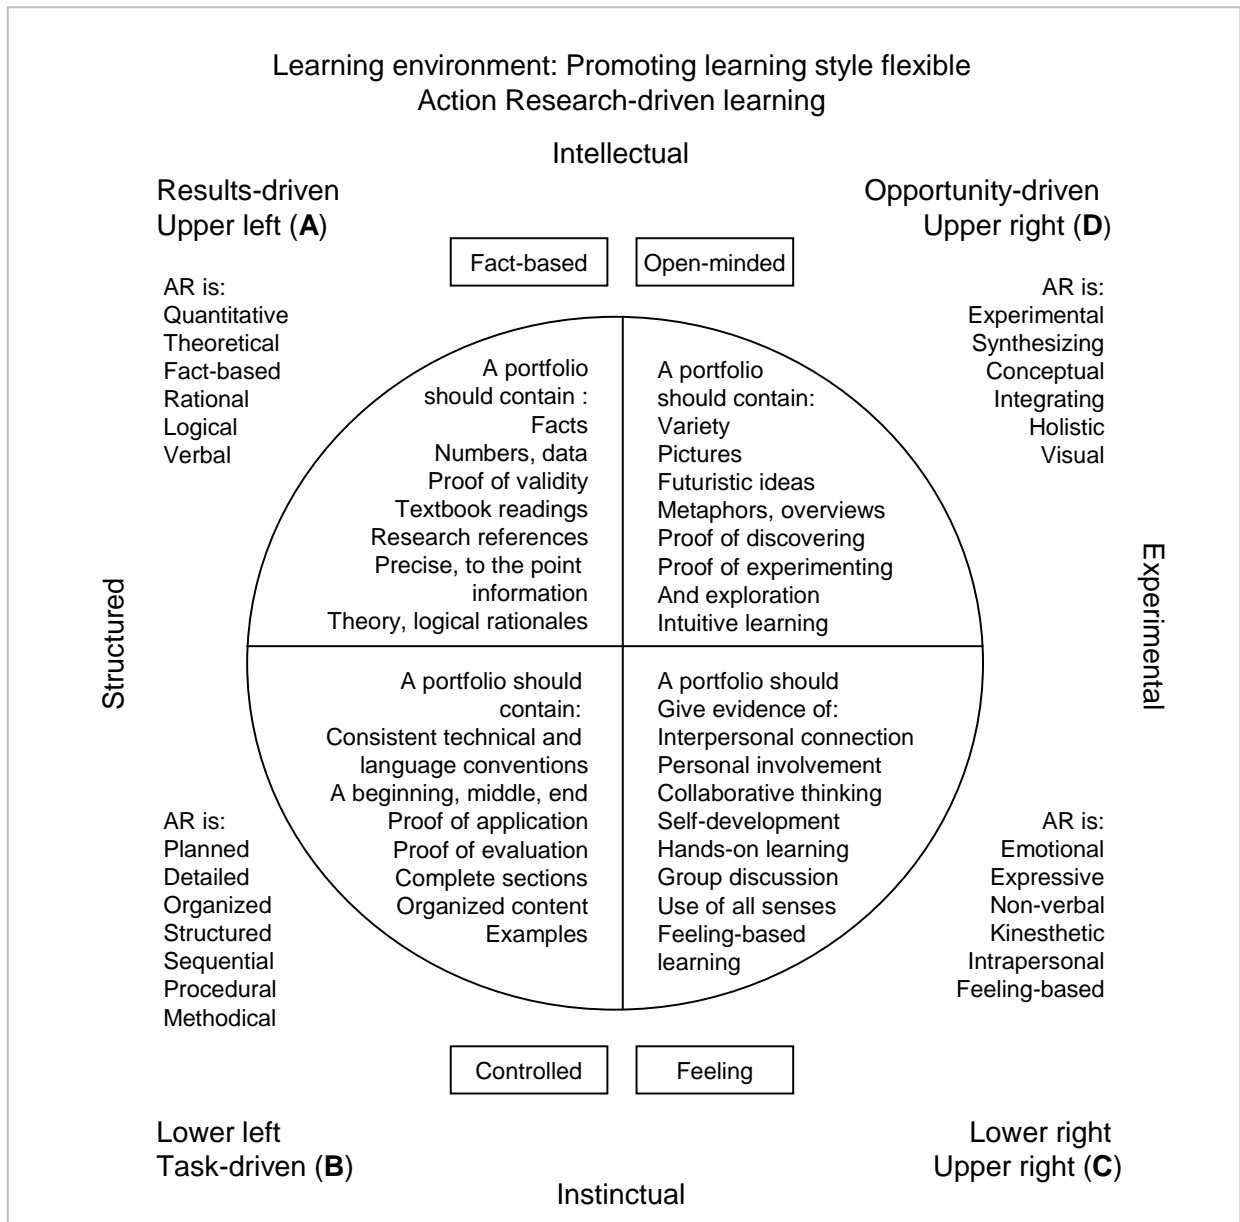 Learning environment: Promoting learning style flexible
Action Research-driven learning
Intellectual
Results-driven
Upper left (A)
Opportunity-driven
Upper right (D)
Fact-based
Open-minded
AR is:
Quantitative
Theoretical
Fact-based
Rational
Logical
Verbal
A portfolio
should contain :
Facts
Numbers, data
Proof of validity
Textbook readings
Research references
Precise, to the point
information
Theory, logical rationales
A portfolio
should contain:
Variety
Pictures
Futuristic ideas
Metaphors, overviews
Proof of discovering
Proof of experimenting
And exploration
Intuitive learning
AR is:
Experimental
Synthesizing
Conceptual
Integrating
Holistic
Visual
Structured
Experimental
AR is:
Planned
Detailed
Organized
Structured
Sequential
Procedural
Methodical
A portfolio should
contain:
Consistent technical and
language conventions
A beginning, middle, end
Proof of application
Proof of evaluation
Complete sections
Organized content
Examples
A portfolio should
Give evidence of:
Interpersonal connection
Personal involvement
Collaborative thinking
Self-development
Hands-on learning
Group discussion
Use of all senses
Feeling-based
learning
AR is:
Emotional
Expressive
Non-verbal
Kinesthetic
Intrapersonal
Feeling-based
Controlled
Feeling
Lower left
Task-driven (B)
Lower right
Upper right (C)
Instinctual